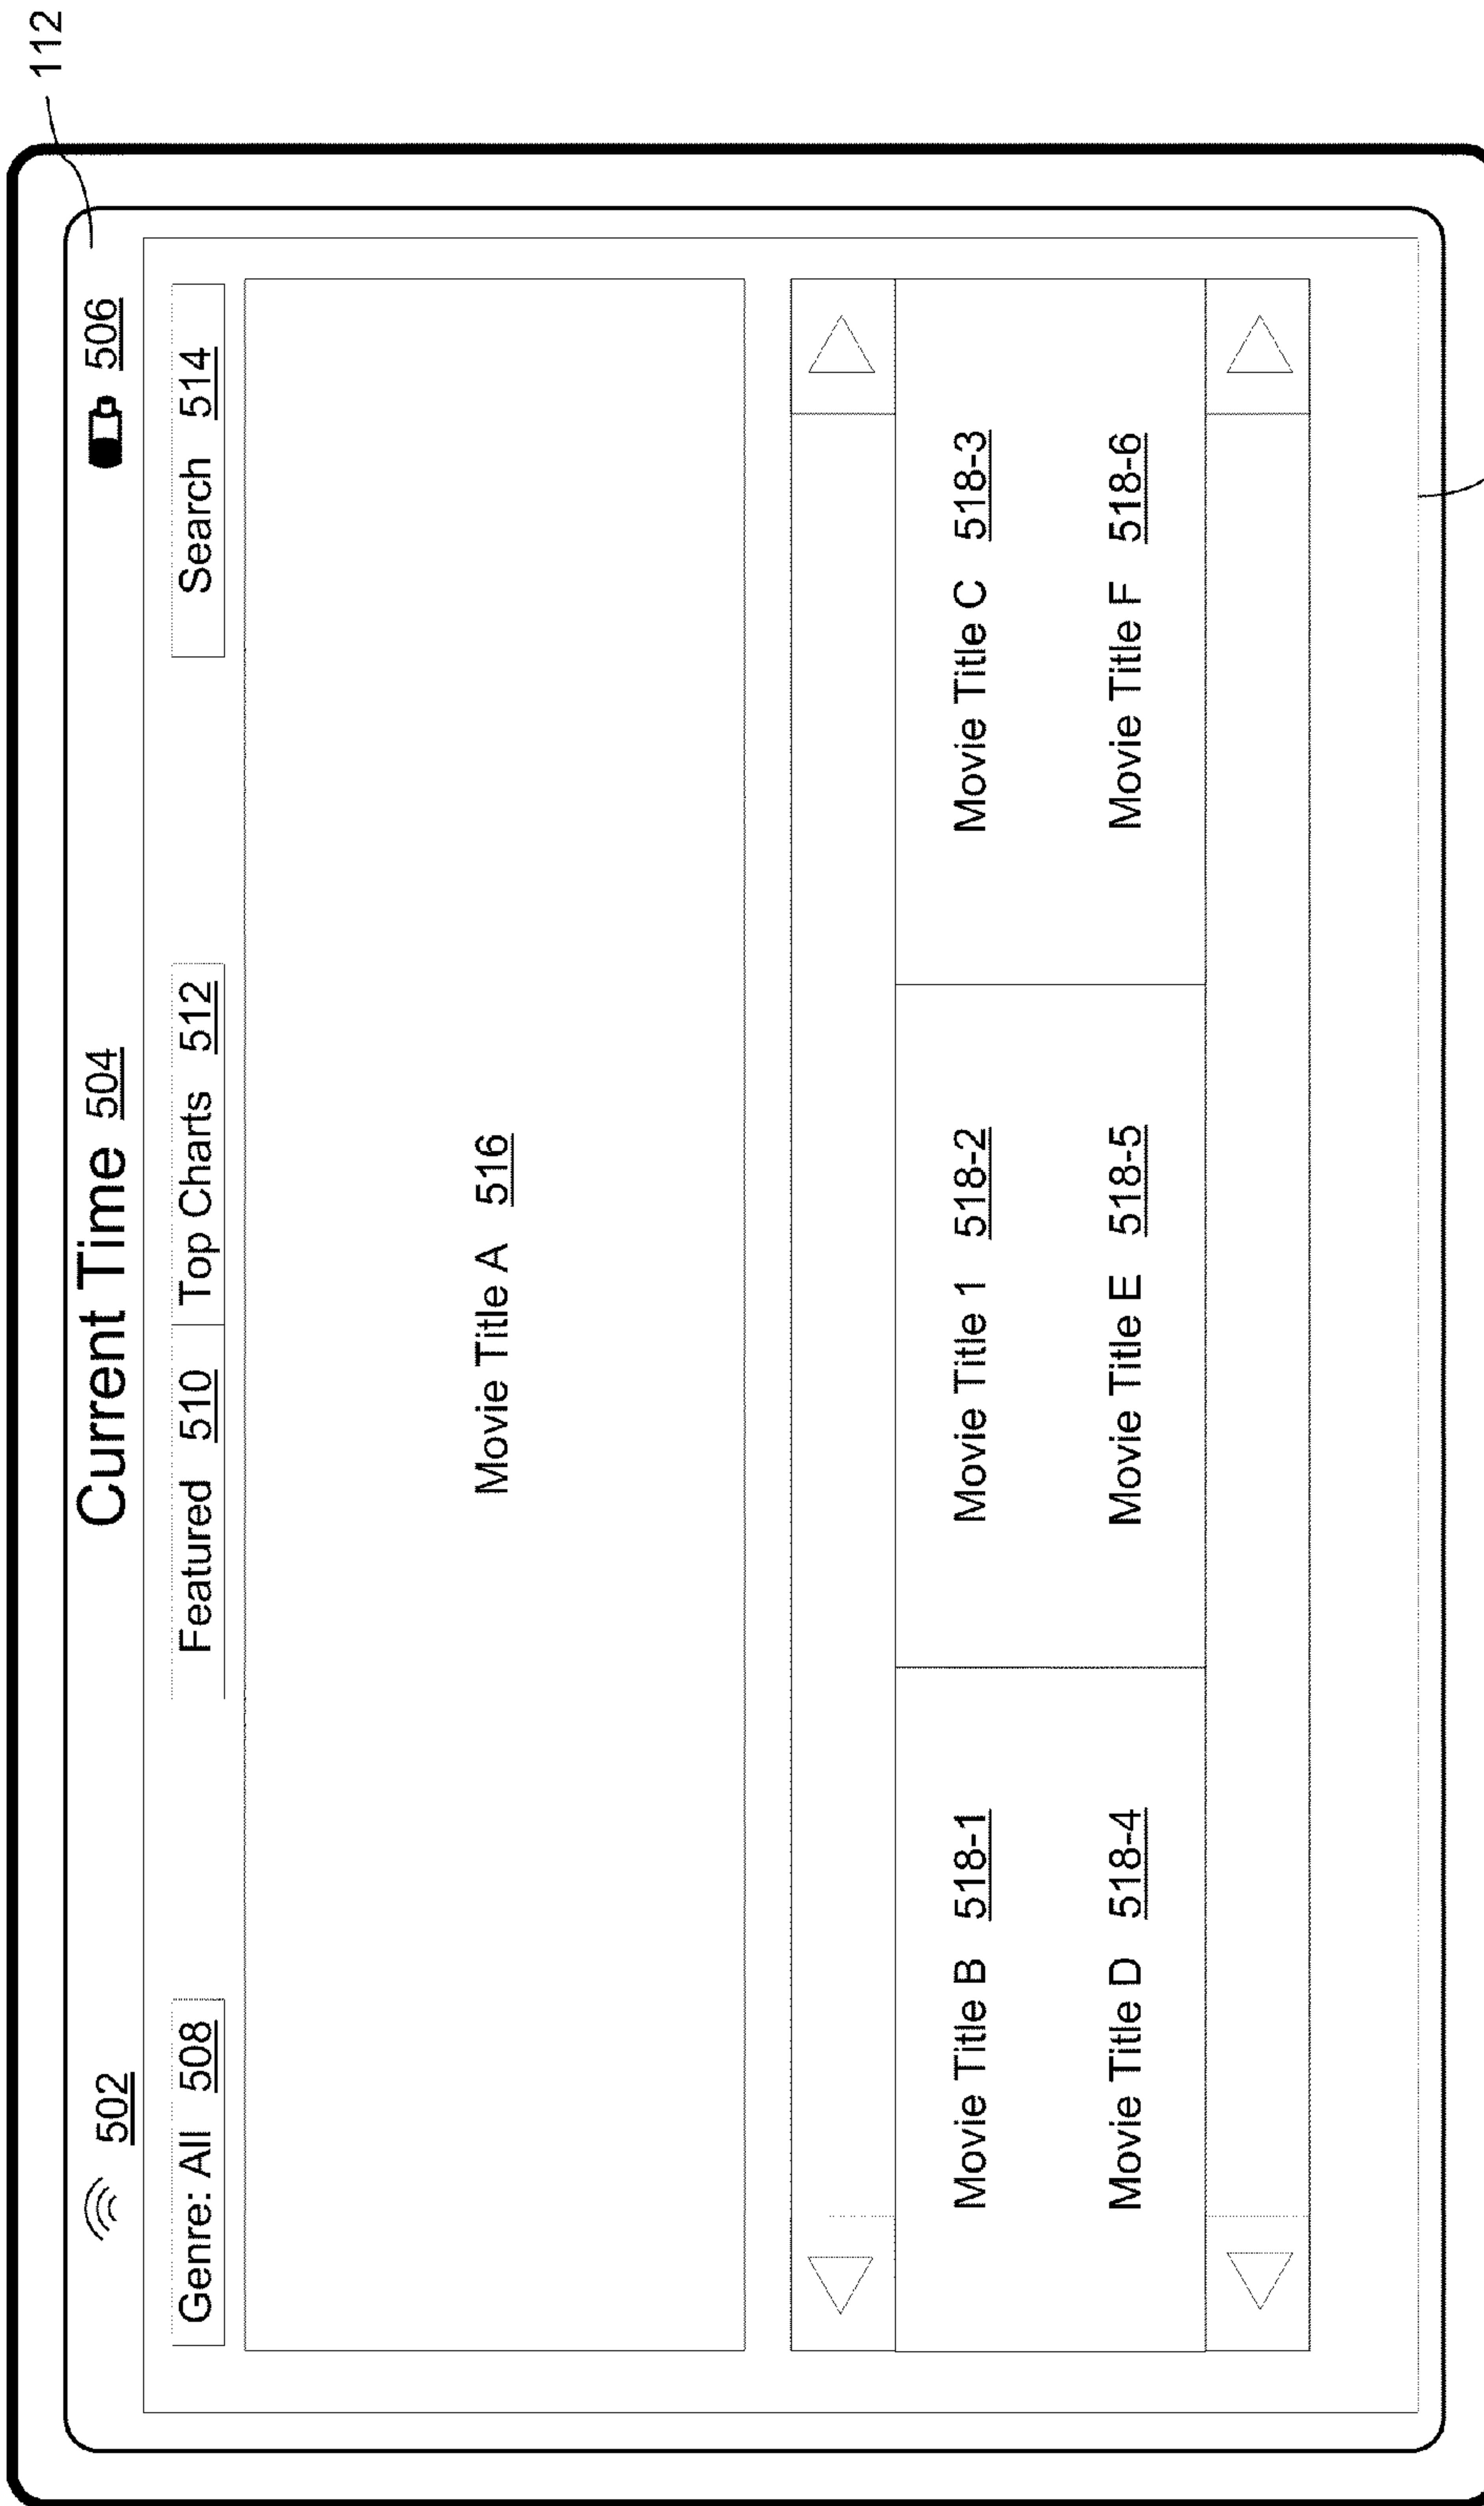 112
502
Current Time 504
506
Genre: All 508
Featured 510
Top Charts 512
Search 514
Movie Title A 516
Movie Title B 518-1
Movie Title 1 518-2
Movie Title C 518-3
Movie Title D 518-4
Movie Title E 518-5
Movie Title F 518-6